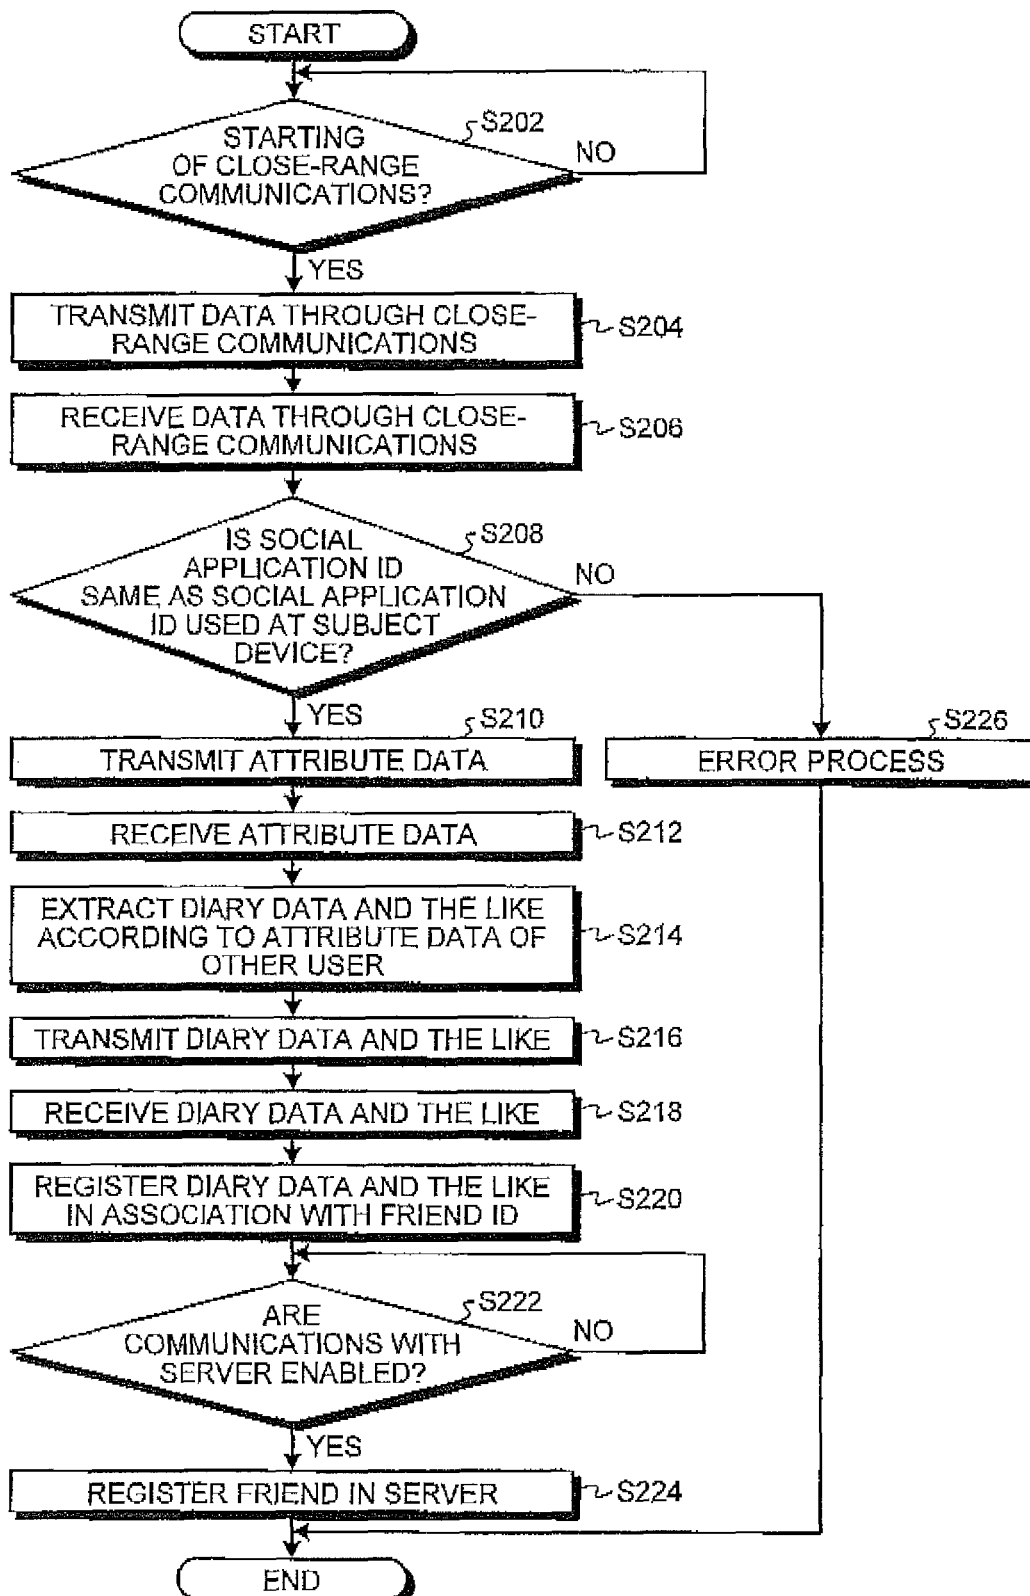 START
STARTING
OF CLOSE-RANGE
COMMUNICATIONS?
S202
NO
YES
TRANSMIT DATA THROUGH CLOSE-
RANGE COMMUNICATIONS
S204
RECEIVE DATA THROUGH CLOSE-
RANGE COMMUNICATIONS
S206
IS SOCIAL
APPLICATION ID
SAME AS SOCIAL APPLICATION
ID USED AT SUBJECT
DEVICE?
S208
NO
YES
S210
TRANSMIT ATTRIBUTE DATA
S226
ERROR PROCESS
RECEIVE ATTRIBUTE DATA
S212
EXTRACT DIARY DATA AND THE LIKE
ACCORDING TO ATTRIBUTE DATA OF
OTHER USER
S214
TRANSMIT DIARY DATA AND THE LIKE
S216
RECEIVE DIARY DATA AND THE LIKE
S218
REGISTER DIARY DATA AND THE LIKE
IN ASSOCIATION WITH FRIEND ID
S220
ARE
COMMUNICATIONS WITH
SERVER ENABLED?
S222
NO
YES
REGISTER FRIEND IN SERVER
S224
END